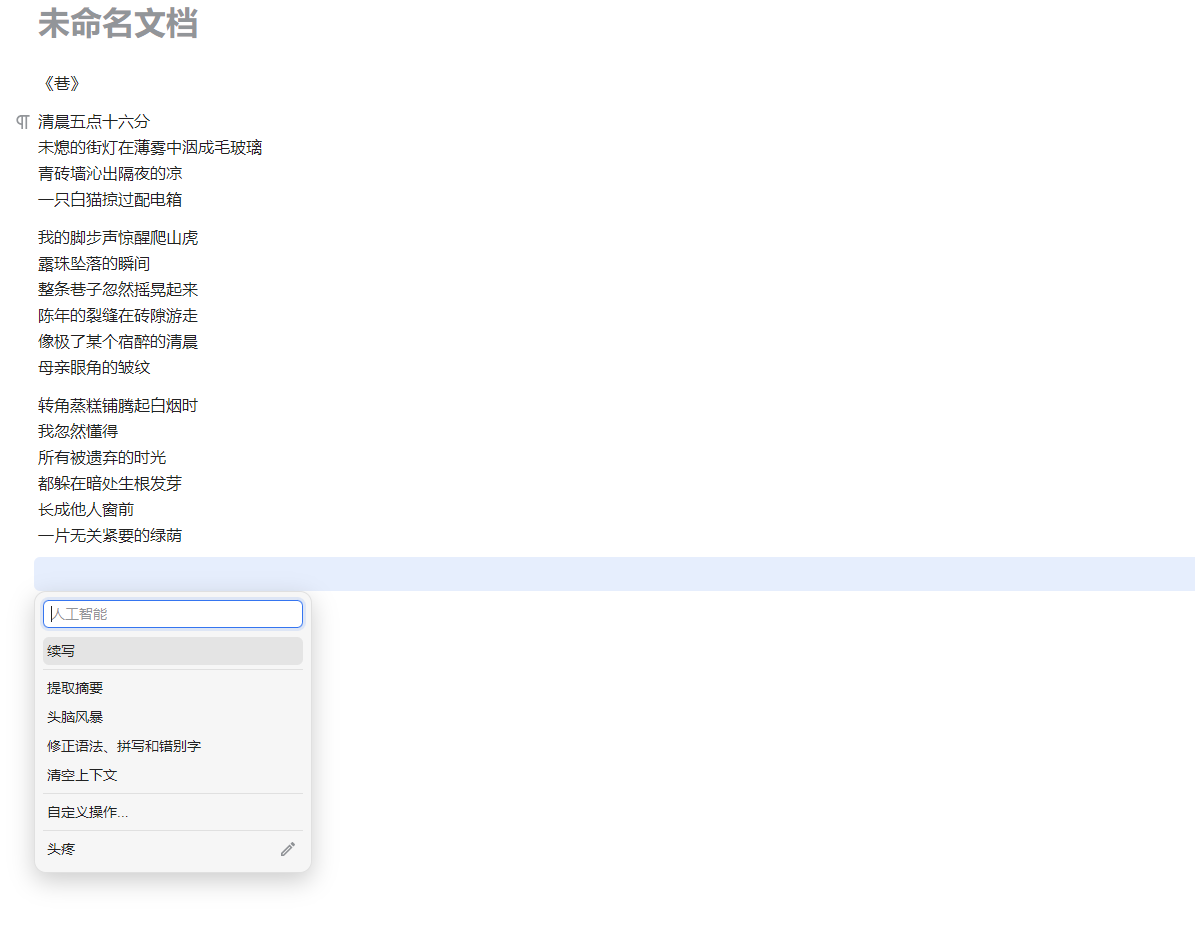 未命名文档
《巷》
清晨五点十六分
未熄的街灯在薄雾中洇成毛玻璃
青砖墙沁出隔夜的凉
一只白猫掠过配电箱
我的脚步声惊醒爬山虎
露珠坠落的瞬间
整条巷子忽然摇晃起来
陈年的裂缝在砖隙游走
像极了某个宿醉的清晨
母亲眼角的皱纹
转角蒸糕铺腾起白烟时
我忽然懂得
所有被遗弃的时光
都躲在暗处生根发芽
长成他人窗前
一片无关紧要的绿荫
人工智能
续写
提取摘要
头脑风暴
修正语法、拼写和错别字
清空上下文
自定义操作...
头疼